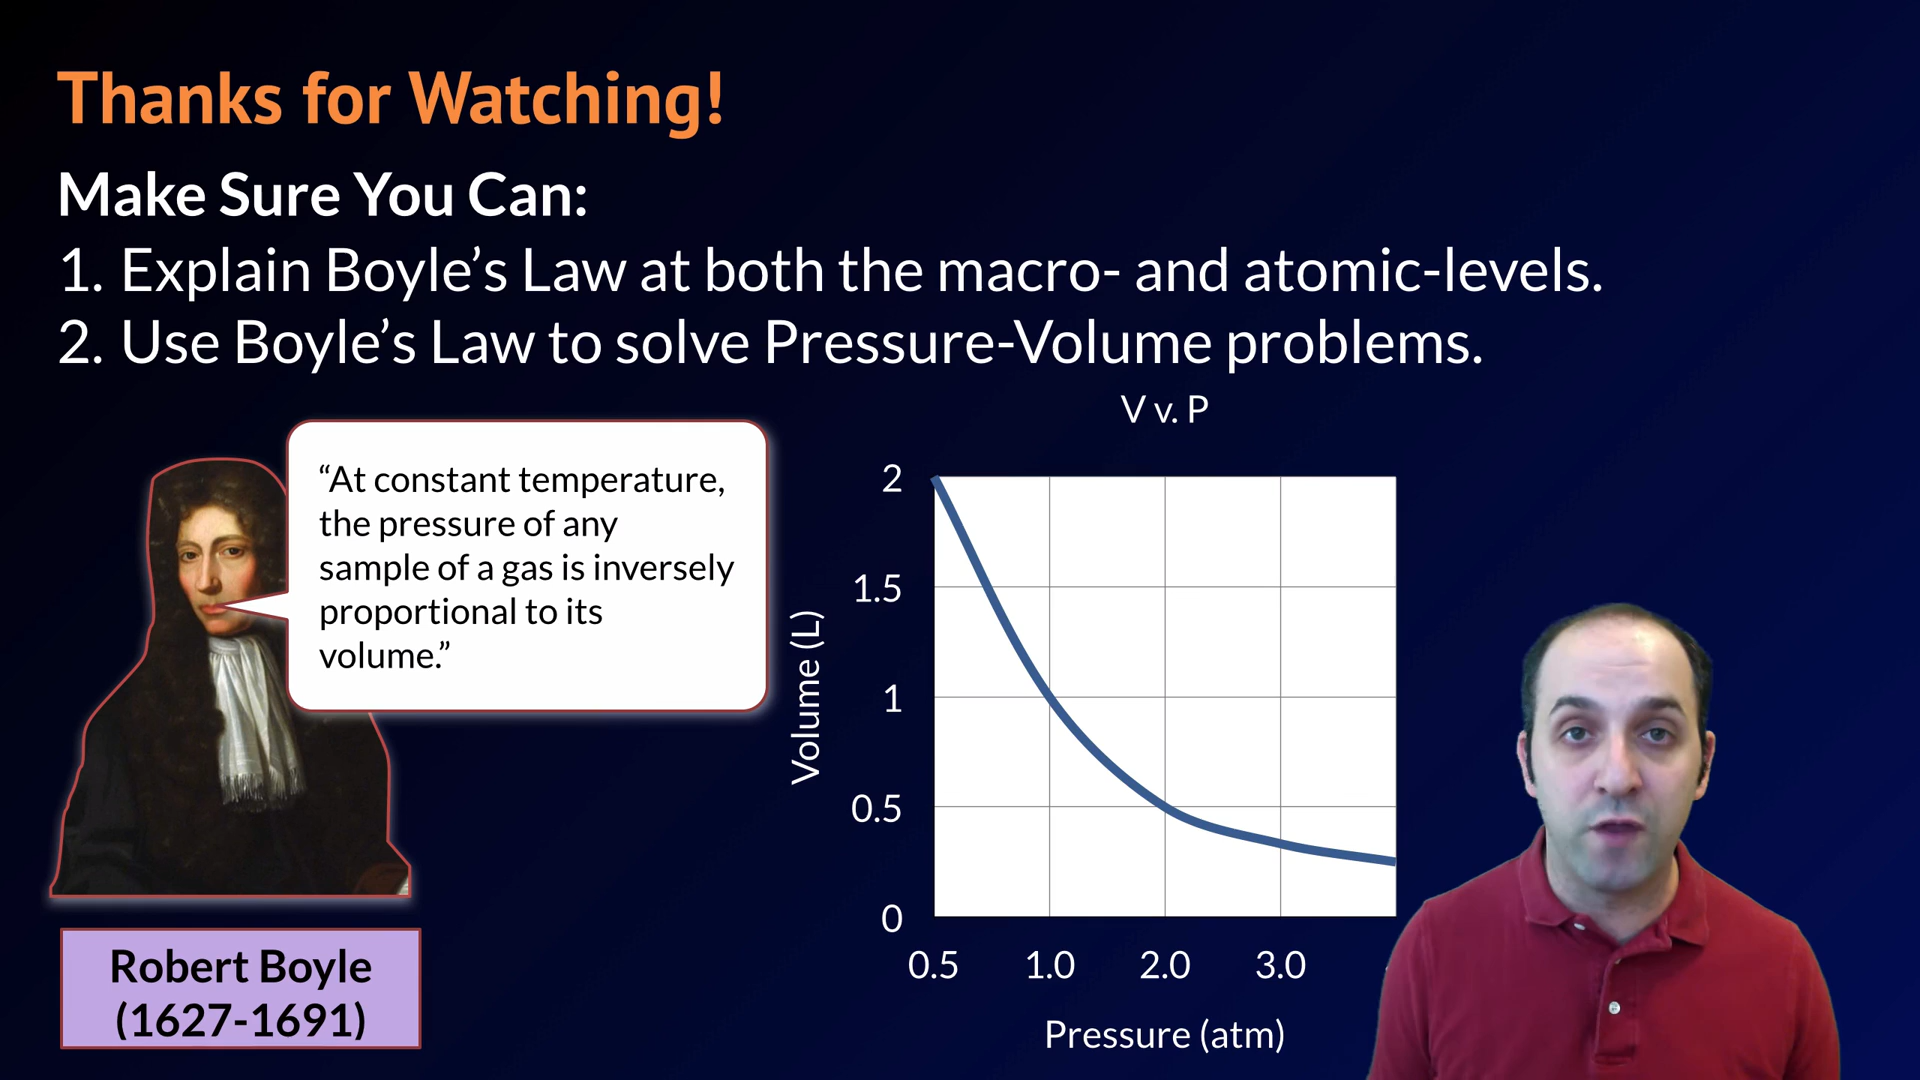 Thanks for Watching!
Make Sure You Can:
1. Explain Boyle’s Law at both the macro- and atomic-levels.
2. Use Boyle’s Law to solve Pressure-Volume problems.
“At constant temperature,
the pressure of any
sample of a gas is inversely
proportional to its
volume.”
Robert Boyle
(1627-1691)
V v. P
Volume (L)
2
1.5
1
0.5
0
0.5 1.0 2.0 3.0
Pressure (atm)